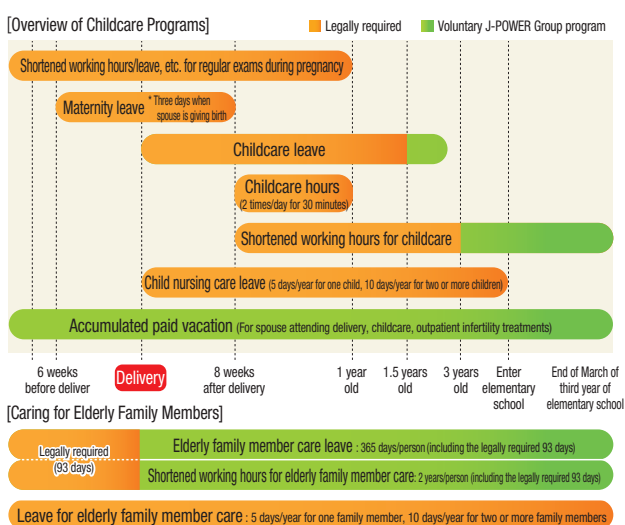 [Overview of Childcare Programs]
Legally required
Voluntary J-POWER Group program
Shortened working hours/leave, etc. for regular exams during pregnancy
Maternity leave * Three days when
spouse is giving birth
Childcare leave
Childcare hours
(2 times/day for 30 minutes)
Shortened working hours for childcare
Child nursing care leave (5 days/year for one child, 10 days/year for two or more children)
Accumulated paid vacation (For spouse attending delivery, childcare, outpatient infertility treatments)
6 weeks
before deliver
Delivery
8 weeks
after delivery
1 year
old
1.5 years
old
3 years
old
Enter
elementary
school
End of March of
third year of
elementary school
[Caring for Elderly Family Members]
Legally required
(93 days)
Elderly family member care leave : 365 days/person (including the legally required 93 days)
Shortened working hours for elderly family member care: 2 years/person (including the legally required 93 days)
Leave for elderly family member care : 5 days/year for one family member, 10 days/year for two or more family members